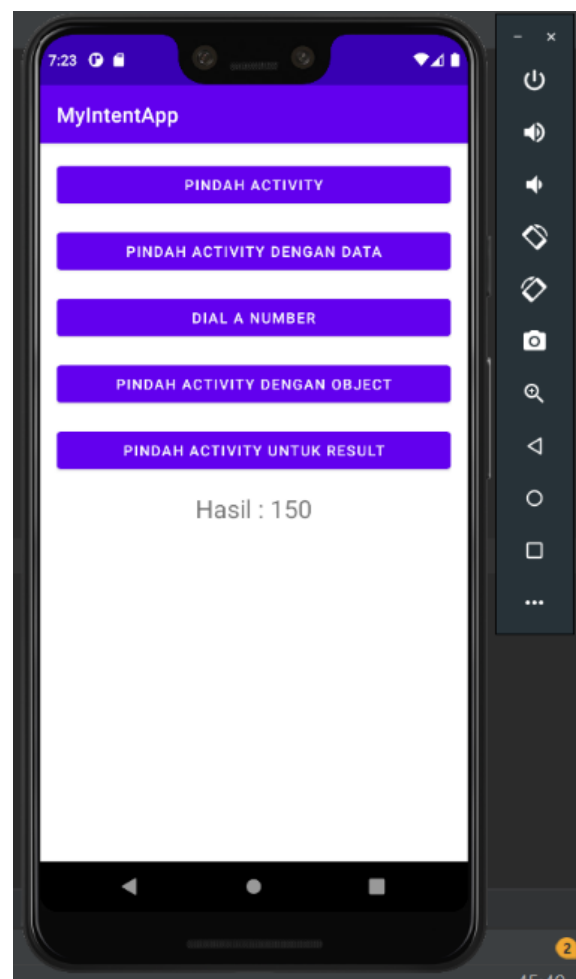 7:23
MyIntentApp
PINDAH ACTIVITY
PINDAH ACTIVITY DENGAN DATA
DIAL A NUMBER
PINDAH ACTIVITY DENGAN OBJECT
PINDAH ACTIVITY UNTUK RESULT
Hasil : 150
2